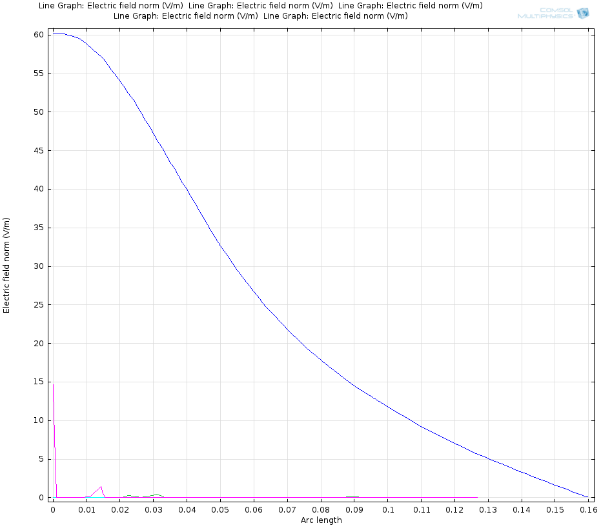 Line Graph: Electric field norm (V/m) Line Graph: Electric field norm (V/m) Line Graph: Electric field norm (V/m)
Line Graph: Electric field norm (V/m) Line Graph: Electric field norm (V/m)
COMSOL
MULTIPHYSICS
60
55
50
45
40
35
30
25
20
15
10
5
0
Electric field norm (V/m)
0 0.01 0.02 0.03 0.04 0.05 0.06 0.07 0.08 0.09 0.1 0.11 0.12 0.13 0.14 0.15 0.16
Arc length